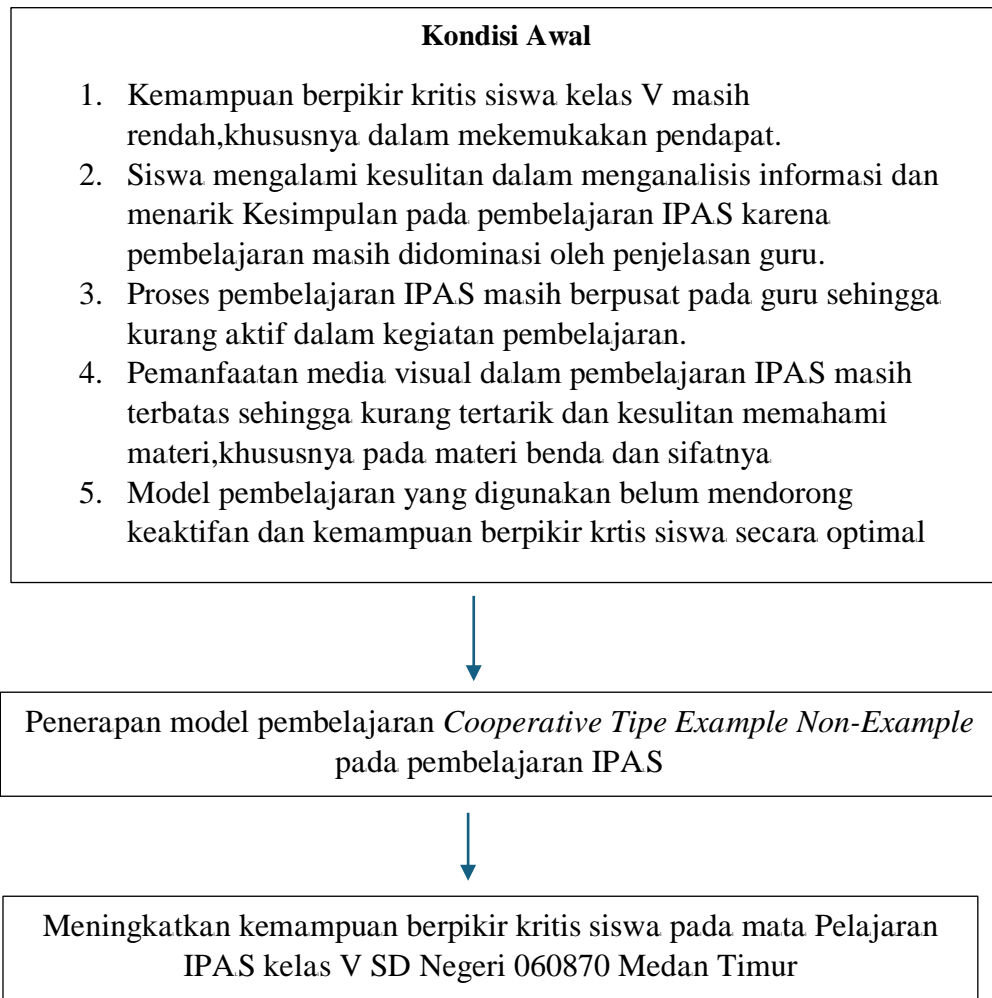 Kondisi Awal
1. Kemampuan berpikir kritis siswa kelas V masih
rendah,khususnya dalam mekemukakan pendapat.
2. Siswa mengalami kesulitan dalam menganalisis informasi dan
menarik Kesimpulan pada pembelajaran IPAS karena
pembelajaran masih didominasi oleh penjelasan guru.
3. Proses pembelajaran IPAS masih berpusat pada guru sehingga
kurang aktif dalam kegiatan pembelajaran.
4. Pemanfaatan media visual dalam pembelajaran IPAS masih
terbatas sehingga kurang tertarik dan kesulitan memahami
materi,khususnya pada materi benda dan sifatnya
5. Model pembelajaran yang digunakan belum mendorong
keaktifan dan kemampuan berpikir krtis siswa secara optimal
Penerapan model pembelajaran Cooperative Tipe Example Non-Example
pada pembelajaran IPAS
Meningkatkan kemampuan berpikir kritis siswa pada mata Pelajaran
IPAS kelas V SD Negeri 060870 Medan Timur